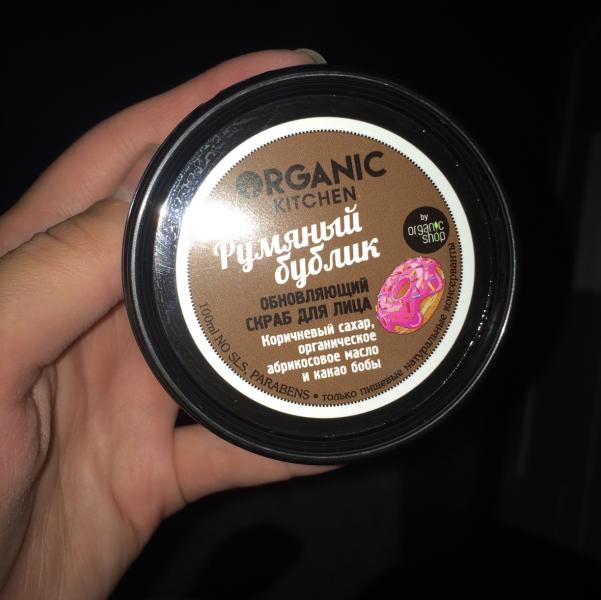 ORGANIC
KITCHEN
Румяный
бублик
ОБНОВЛЯЮЩИЙ
СКРАБ ДЛЯ ЛИЦА
Коричневый сахар,
органическое
абрикосовое масло
и какао бобы
by
organic
shop
100ml NO SLS, PARABENS • только пищевые натуральные консерванты